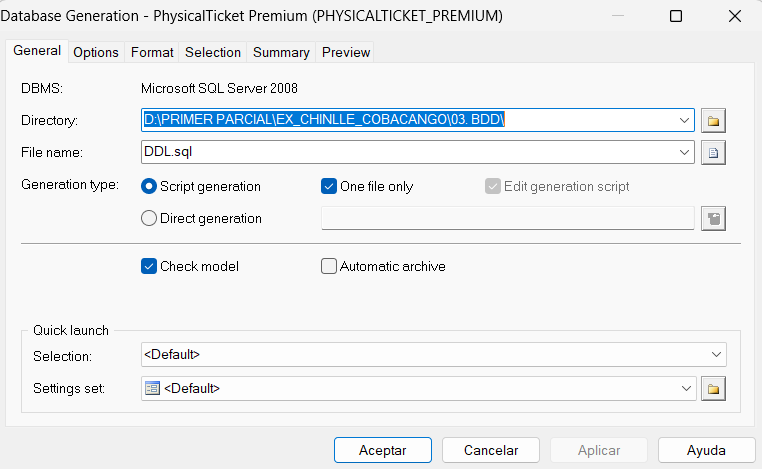 Database Generation - PhysicalTicket Premium (PHYSICALTICKET_PREMIUM)
General Options Format Selection Summary Preview
DBMS: Microsoft SQL Server 2008
Directory: D:\PRIMER PARCIAL\EX_CHINLLE_COBACANGO\03. BDD\
File name: DDL.sql
Generation type: Script generation One file only Edit generation script
Direct generation
Check model Automatic archive
Quick launch
Selection: <Default>
Settings set: <Default>
Aceptar Cancelar Aplicar Ayuda